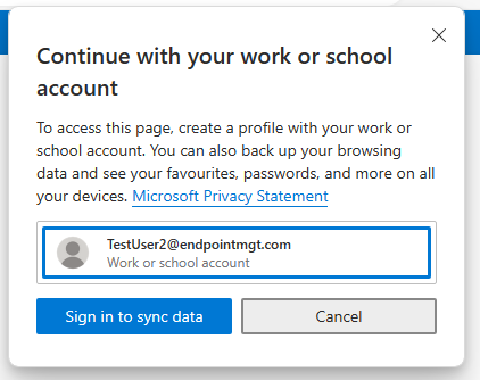 Continue with your work or school
account
To access this page, create a profile with your work or
school account. You can also back up your browsing
data and see your favourites, passwords, and more on all
your devices. Microsoft Privacy Statement
TestUser2@endpointmgt.com
Work or school account
Sign in to sync data
Cancel